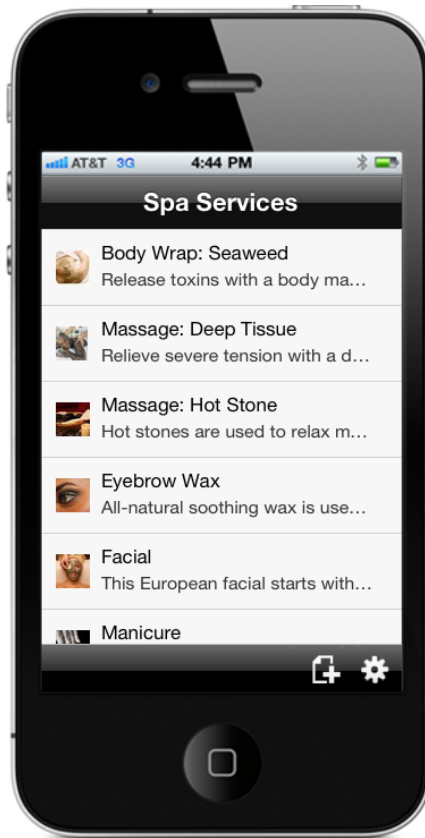 AT&T 3G 4:44 PM
Spa Services
Body Wrap: Seaweed
Release toxins with a body ma...
Massage: Deep Tissue
Relieve severe tension with a d...
Massage: Hot Stone
Hot stones are used to relax m...
Eyebrow Wax
All-natural soothing wax is use...
Facial
This European facial starts with...
Manicure